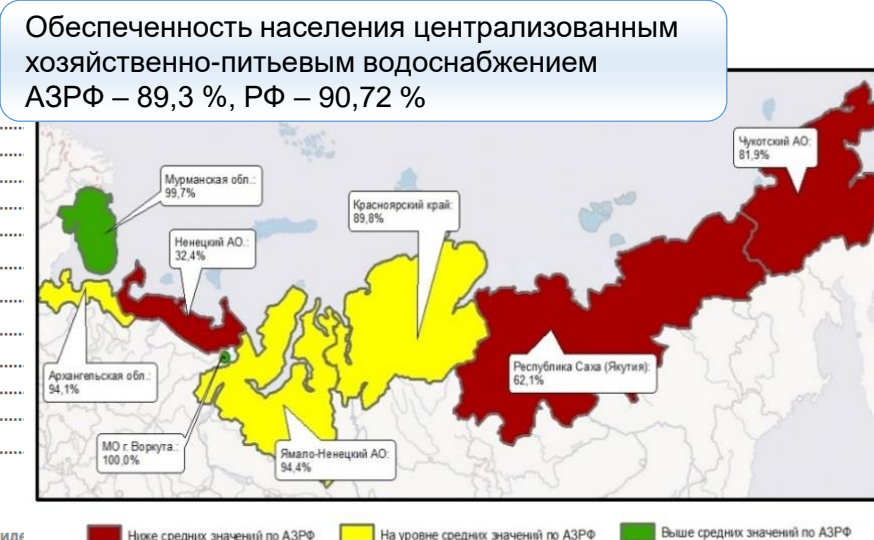 Обеспеченность населения централизованным
хозяйственно-питьевым водоснабжением
АЗРФ – 89,3 %, РФ – 90,72 %
Чукотский АО:
81,9%
Мурманская обл.:
99,7%
Красноярский край:
89,8%
Ненецкий АО.:
32,4%
Республика Саха (Якутия):
62,1%
Архангельская обл.:
94,1%
МО г. Воркута.:
100,0%
Ямало-Ненецкий АО:
94,4%
Ниже средних значений по АЗРФ
На уровне средних значений по АЗРФ
Выше средних значений по АЗРФ